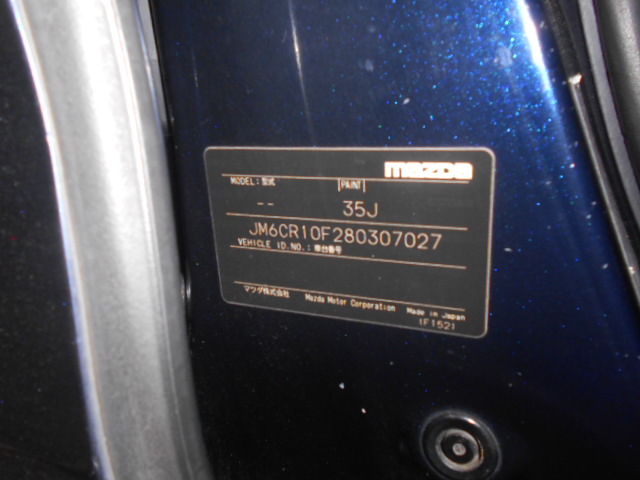 mazda
MODEL: 型式 PAINT
-- 35J
JM6CR10F280307027
VEHICLE ID.NO.: 車台番号
マツダ株式会社 Mazda Motor Corporation Made in Japan
(F152)